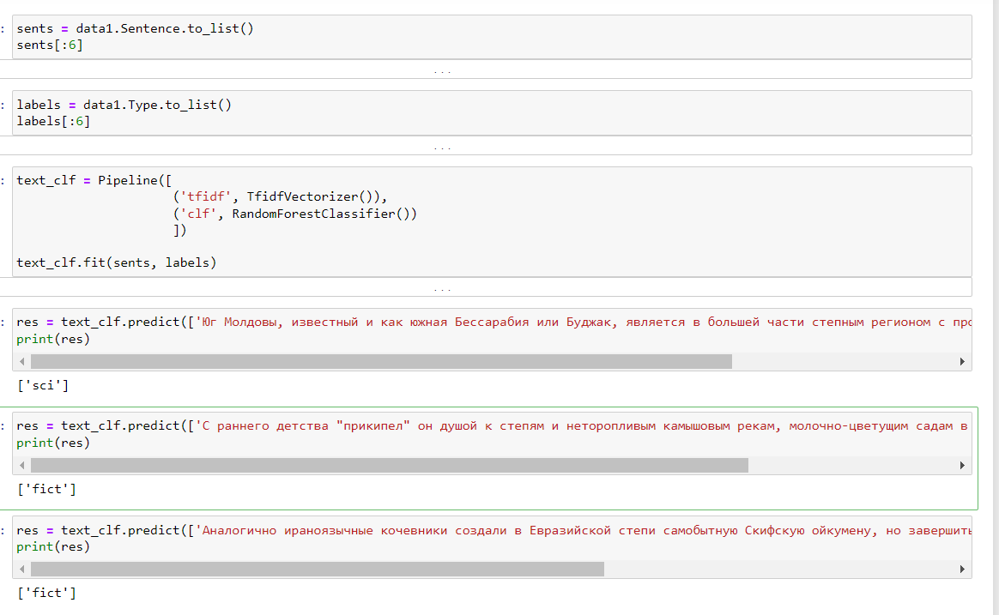 : sents = data1.Sentence.to_list()
sents[:6]
...
: labels = data1.Type.to_list()
labels[:6]
...
: text_clf = Pipeline([
('tfidf', TfidfVectorizer()),
('clf', RandomForestClassifier())
])
text_clf.fit(sents, labels)
...
: res = text_clf.predict(['Юг Молдовы, известный и как южная Бессарабия или Буджак, является в большей части степным регионом с про
print(res)
['sci']
: res = text_clf.predict(['С раннего детства "прикипел" он душой к степям и неторопливым камышовым рекам, молочно-цветущим садам в
print(res)
['fict']
: res = text_clf.predict(['Аналогично ираноязычные кочевники создали в Евразийской степи самобытную Скифскую ойкумену, но завершить
print(res)
['fict']